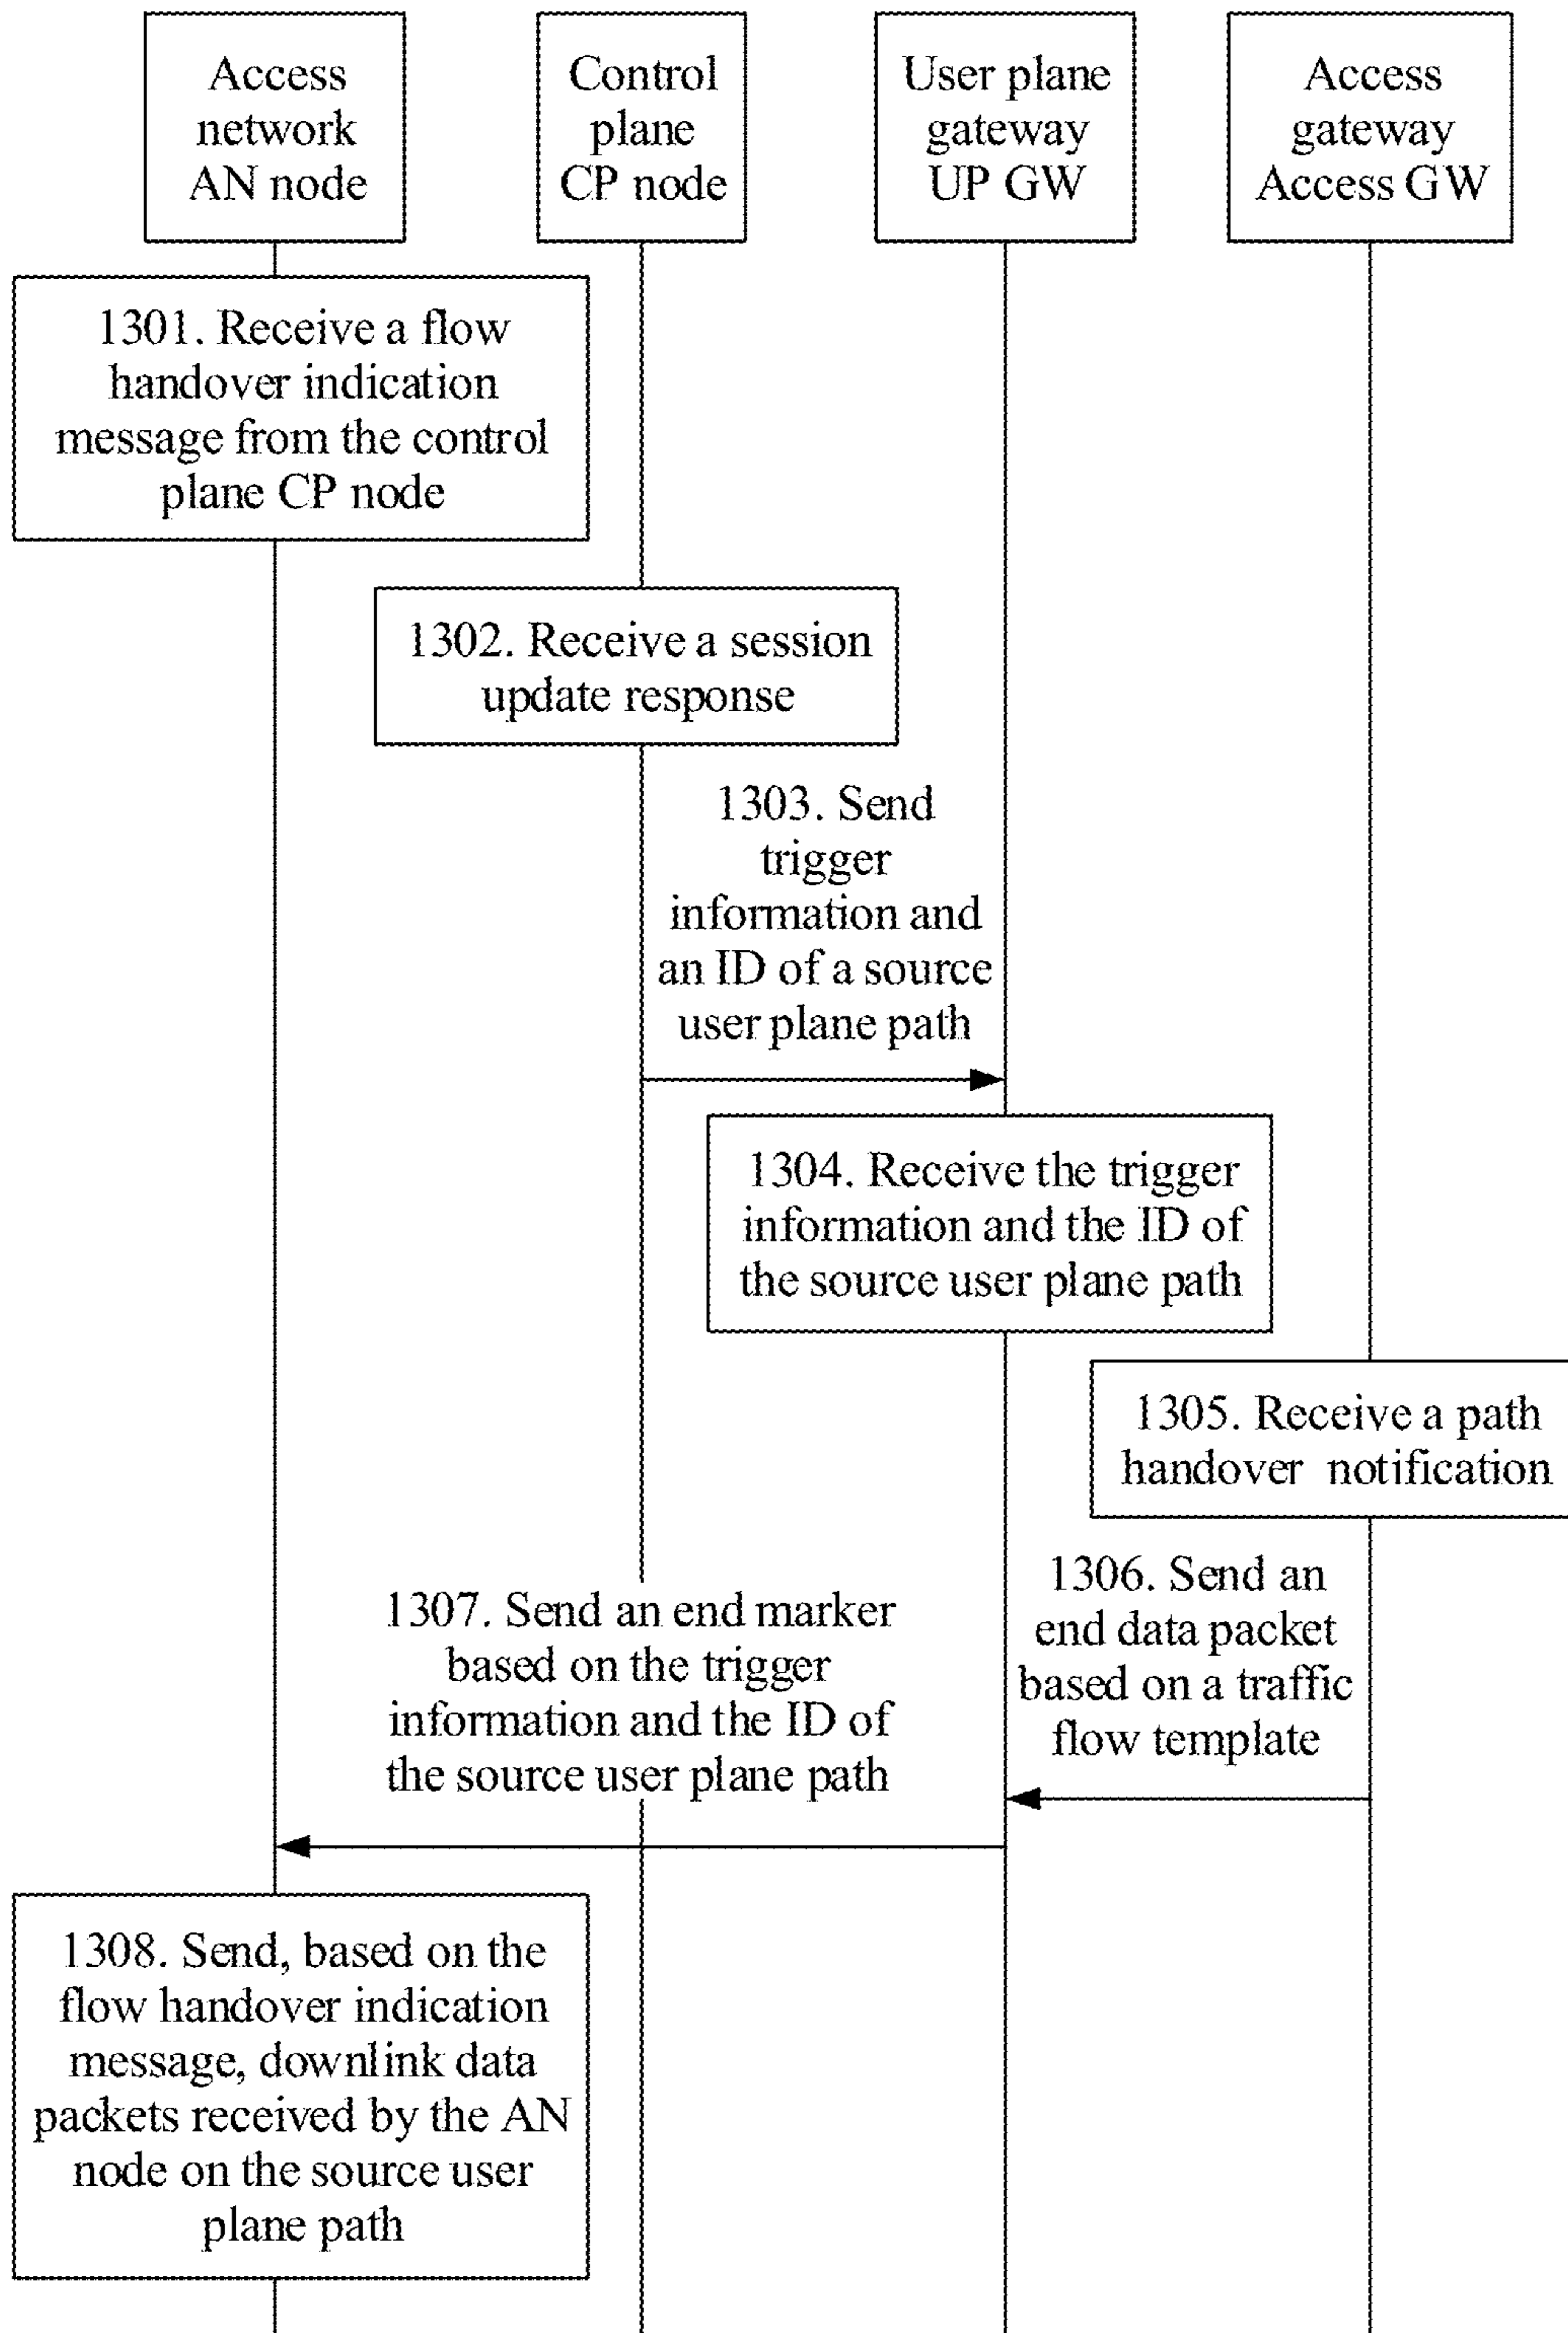 Access
network
AN node
Control
plane
CP node
User plane
gateway
UP GW
Access
gateway
Access GW
1301. Receive a flow
handover indication
message from the control
plane CP node
1302. Receive a session
update response
1303. Send
trigger
information and
an ID of a source
user plane path
1304. Receive the trigger
information and the ID of
the source user plane path
1305. Receive a path
handover notification
1306. Send an
end data packet
based on a traffic
flow template
1307. Send an end marker
based on the trigger
information and the ID of
the source user plane path
1308. Send, based on the
flow handover indication
message, downlink data
packets received by the AN
node on the source user
plane path